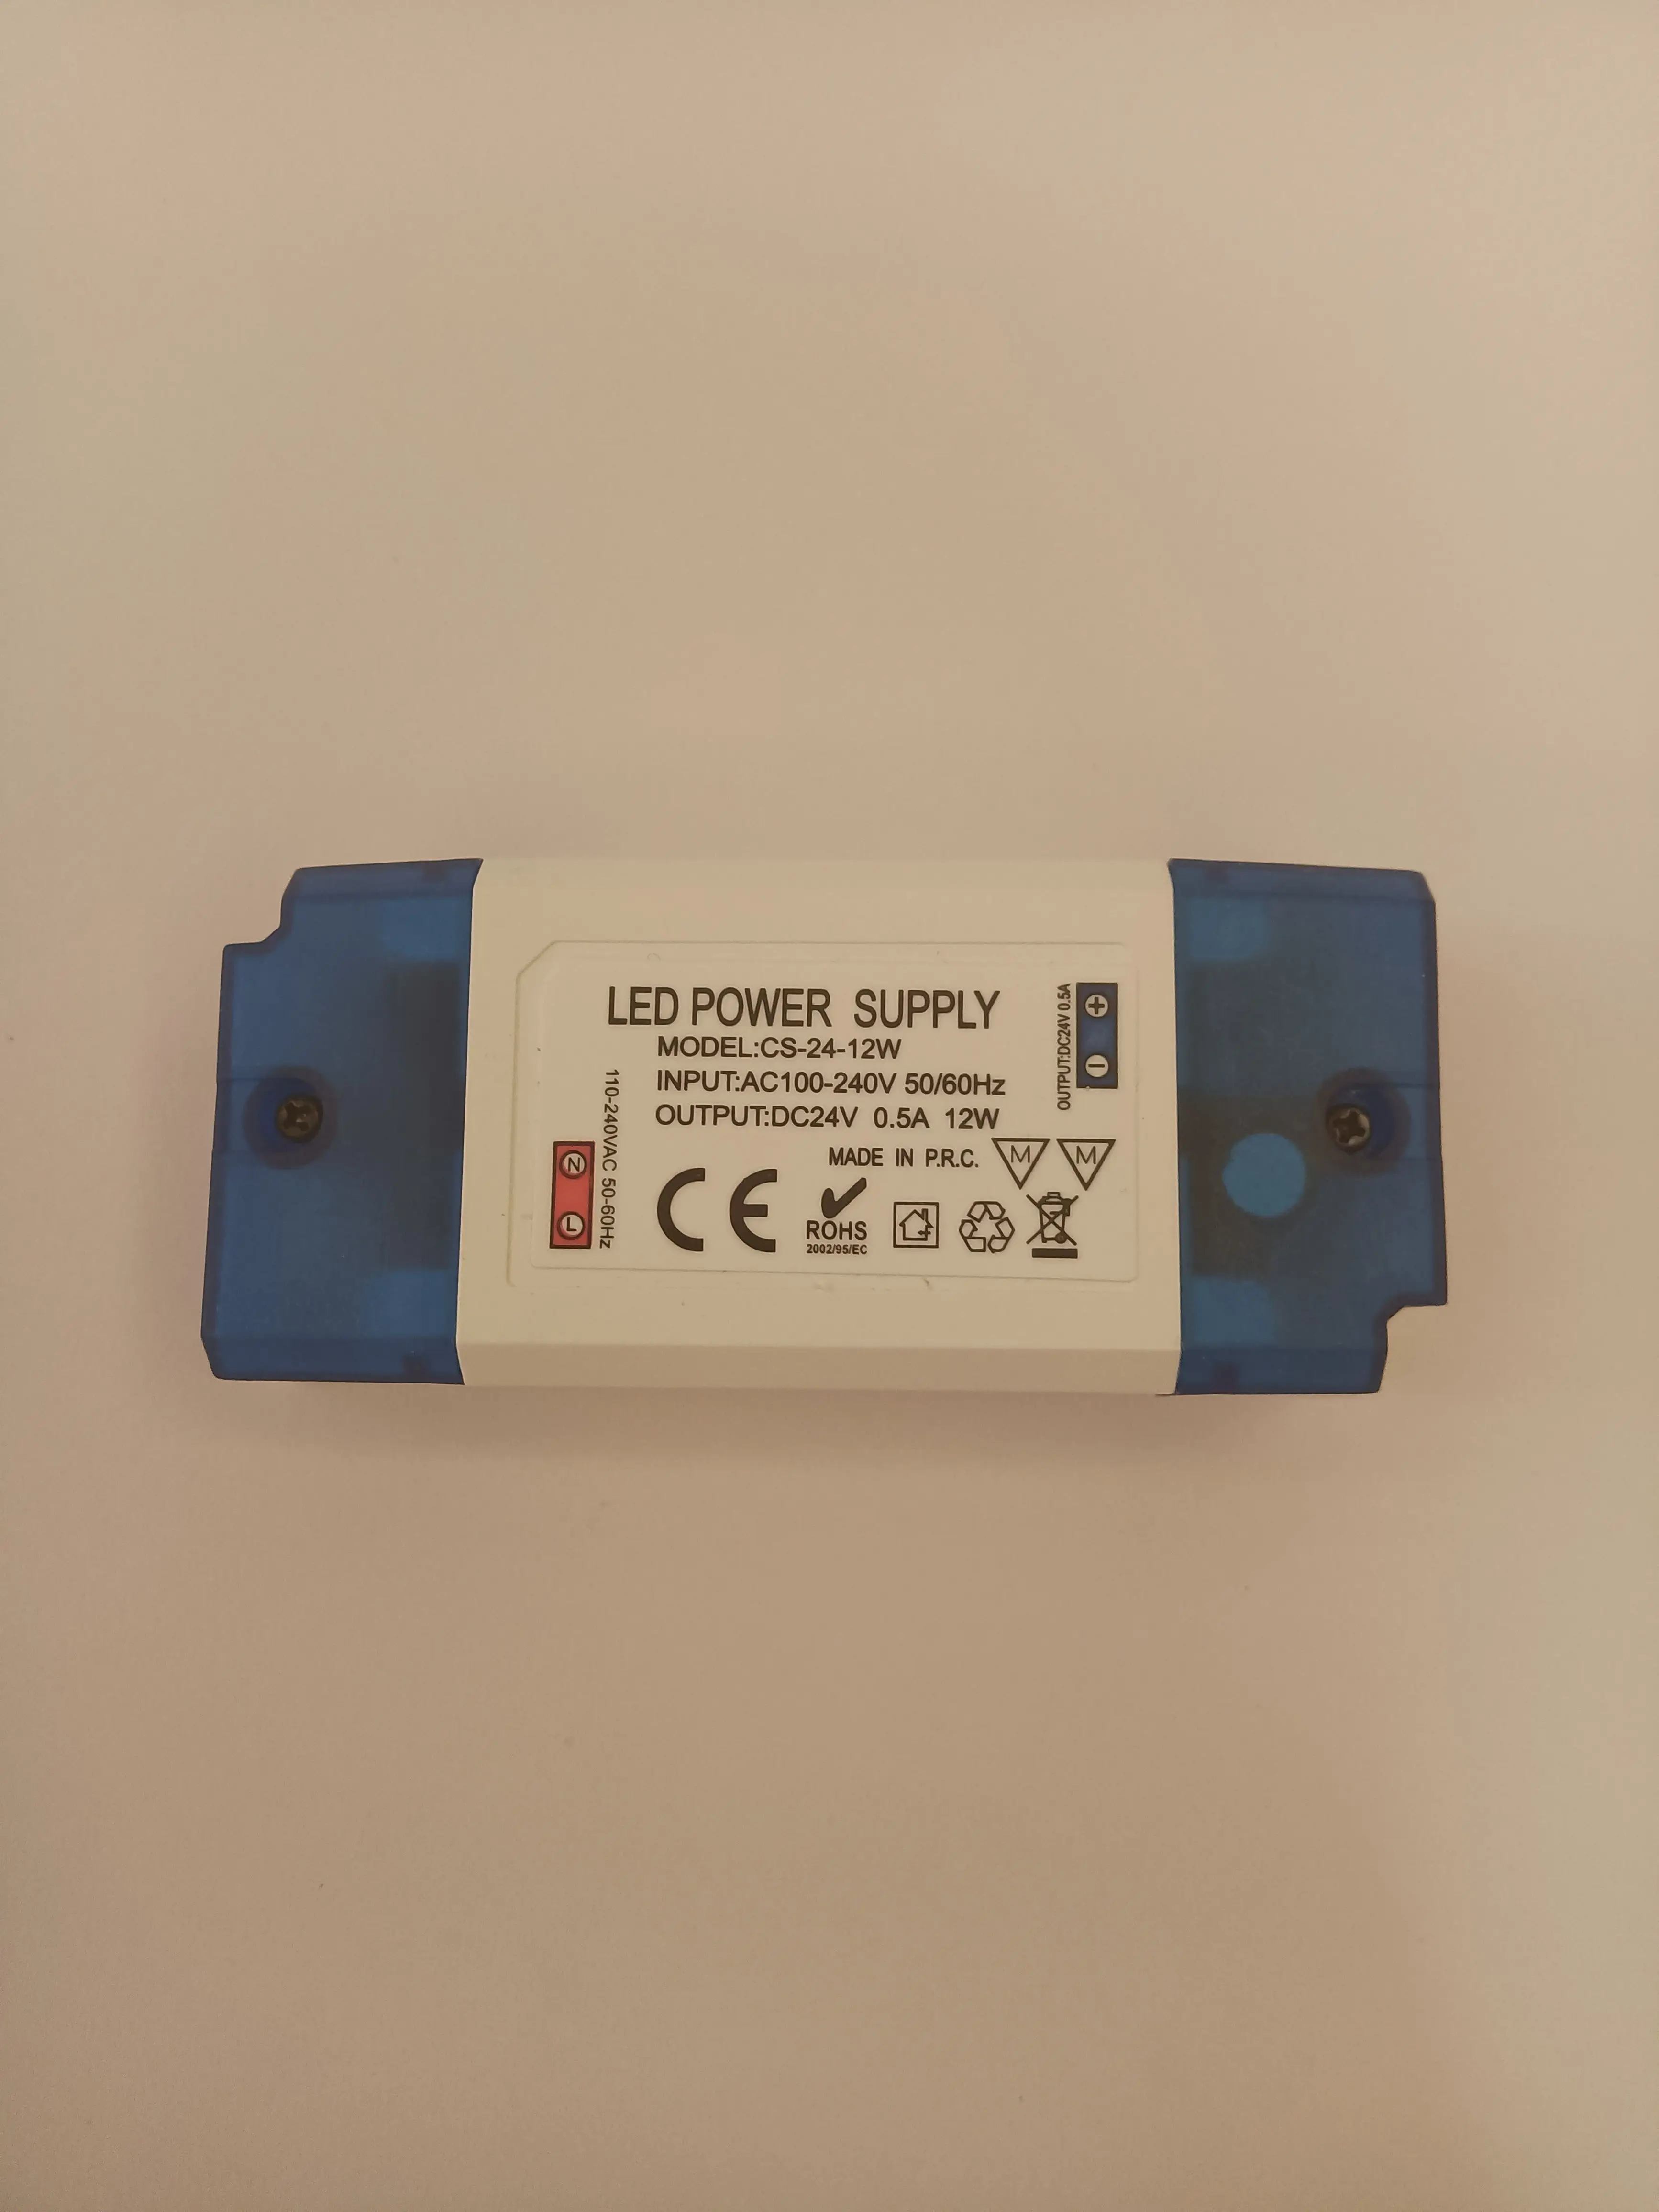 LED POWER SUPPLY
MODEL:CS-24-12W
INPUT:AC100-240V 50/60Hz
OUTPUT:DC24V 0.5A 12W
MADE IN P.R.C.
M M
CE
ROHS
2002/95/EC
110-240VAC 50-60Hz
N
L
OUTPUT:DC24V 0.5A
+
-